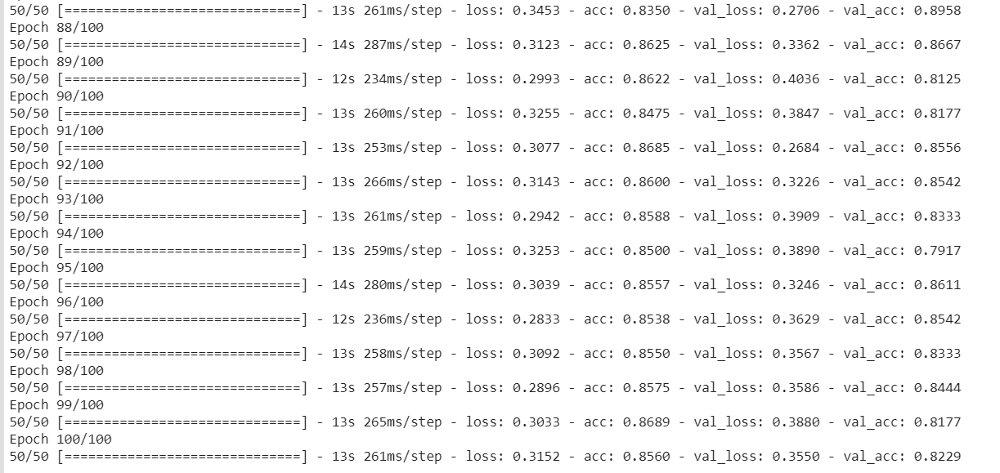 50/50 [==============================] - 13s 261ms/step - loss: 0.3453 - acc: 0.8350 - val_loss: 0.2706 - val_acc: 0.8958
Epoch 88/100
50/50 [==============================] - 14s 287ms/step - loss: 0.3123 - acc: 0.8625 - val_loss: 0.3362 - val_acc: 0.8667
Epoch 89/100
50/50 [==============================] - 12s 234ms/step - loss: 0.2993 - acc: 0.8622 - val_loss: 0.4036 - val_acc: 0.8125
Epoch 90/100
50/50 [==============================] - 13s 260ms/step - loss: 0.3255 - acc: 0.8475 - val_loss: 0.3847 - val_acc: 0.8177
Epoch 91/100
50/50 [==============================] - 13s 253ms/step - loss: 0.3077 - acc: 0.8685 - val_loss: 0.2684 - val_acc: 0.8556
Epoch 92/100
50/50 [==============================] - 13s 266ms/step - loss: 0.3143 - acc: 0.8600 - val_loss: 0.3226 - val_acc: 0.8542
Epoch 93/100
50/50 [==============================] - 13s 261ms/step - loss: 0.2942 - acc: 0.8588 - val_loss: 0.3909 - val_acc: 0.8333
Epoch 94/100
50/50 [==============================] - 13s 259ms/step - loss: 0.3253 - acc: 0.8500 - val_loss: 0.3890 - val_acc: 0.7917
Epoch 95/100
50/50 [==============================] - 14s 280ms/step - loss: 0.3039 - acc: 0.8557 - val_loss: 0.3246 - val_acc: 0.8611
Epoch 96/100
50/50 [==============================] - 12s 236ms/step - loss: 0.2833 - acc: 0.8538 - val_loss: 0.3629 - val_acc: 0.8542
Epoch 97/100
50/50 [==============================] - 13s 258ms/step - loss: 0.3092 - acc: 0.8550 - val_loss: 0.3567 - val_acc: 0.8333
Epoch 98/100
50/50 [==============================] - 13s 257ms/step - loss: 0.2896 - acc: 0.8575 - val_loss: 0.3586 - val_acc: 0.8444
Epoch 99/100
50/50 [==============================] - 13s 265ms/step - loss: 0.3033 - acc: 0.8689 - val_loss: 0.3880 - val_acc: 0.8177
Epoch 100/100
50/50 [==============================] - 13s 261ms/step - loss: 0.3152 - acc: 0.8560 - val_loss: 0.3550 - val_acc: 0.8229